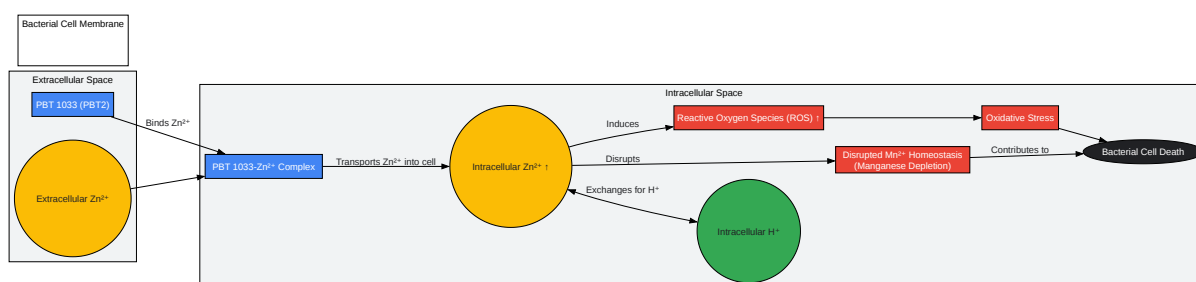 Bacterial Cell Membrane
Extracellular Space
PBT 1033 (PBT2)
Binds Zn²⁺
Extracellular Zn²⁺
Intracellular Space
PBT 1033-Zn²⁺ Complex
Transports Zn²⁺ into cell
Intracellular Zn²⁺ ↑
Induces
Reactive Oxygen Species (ROS) ↑
Oxidative Stress
Disrupts
Disrupted Mn²⁺ Homeostasis
(Manganese Depletion)
Contributes to
Bacterial Cell Death
Exchanges for H⁺
Intracellular H⁺